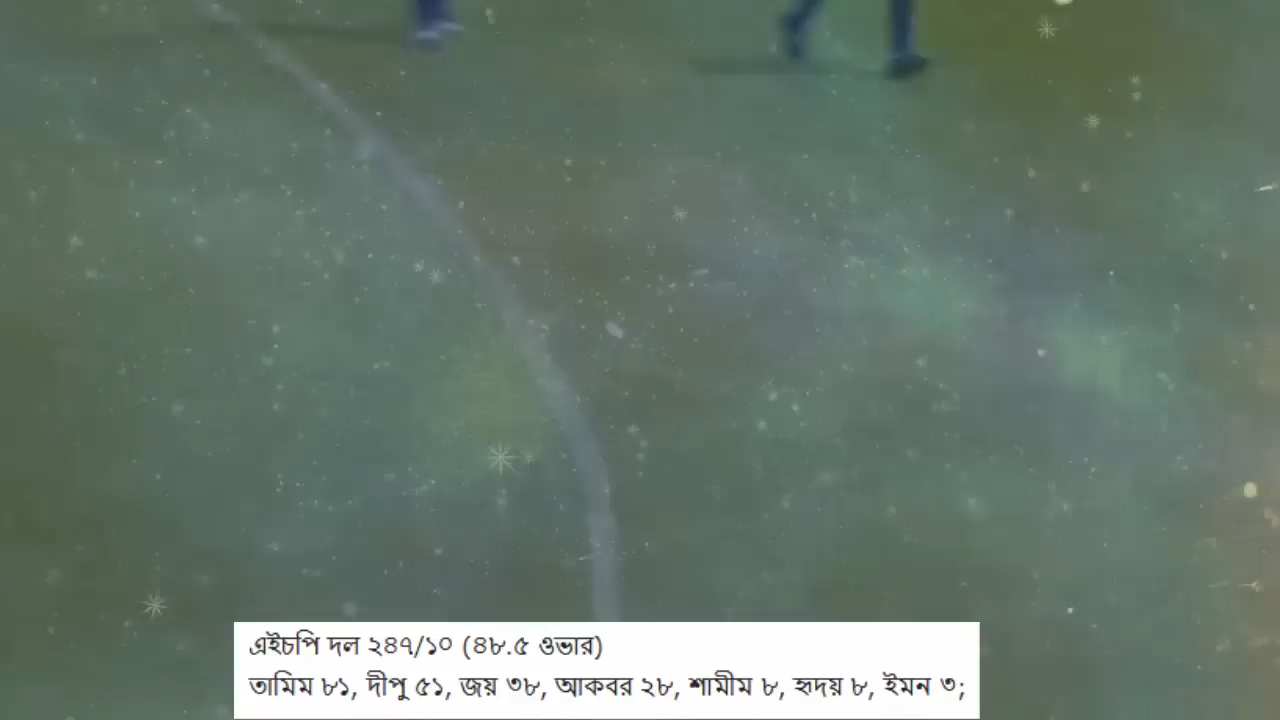 এইচপি দল ২৪৭/১০ (৪৮.৫ ওভার)
তামিম ৮১, দীপু ৫১, জয় ৩৮, আকবর ২৮, শামীম ৮, হৃদয় ৮, ইমন ৩;